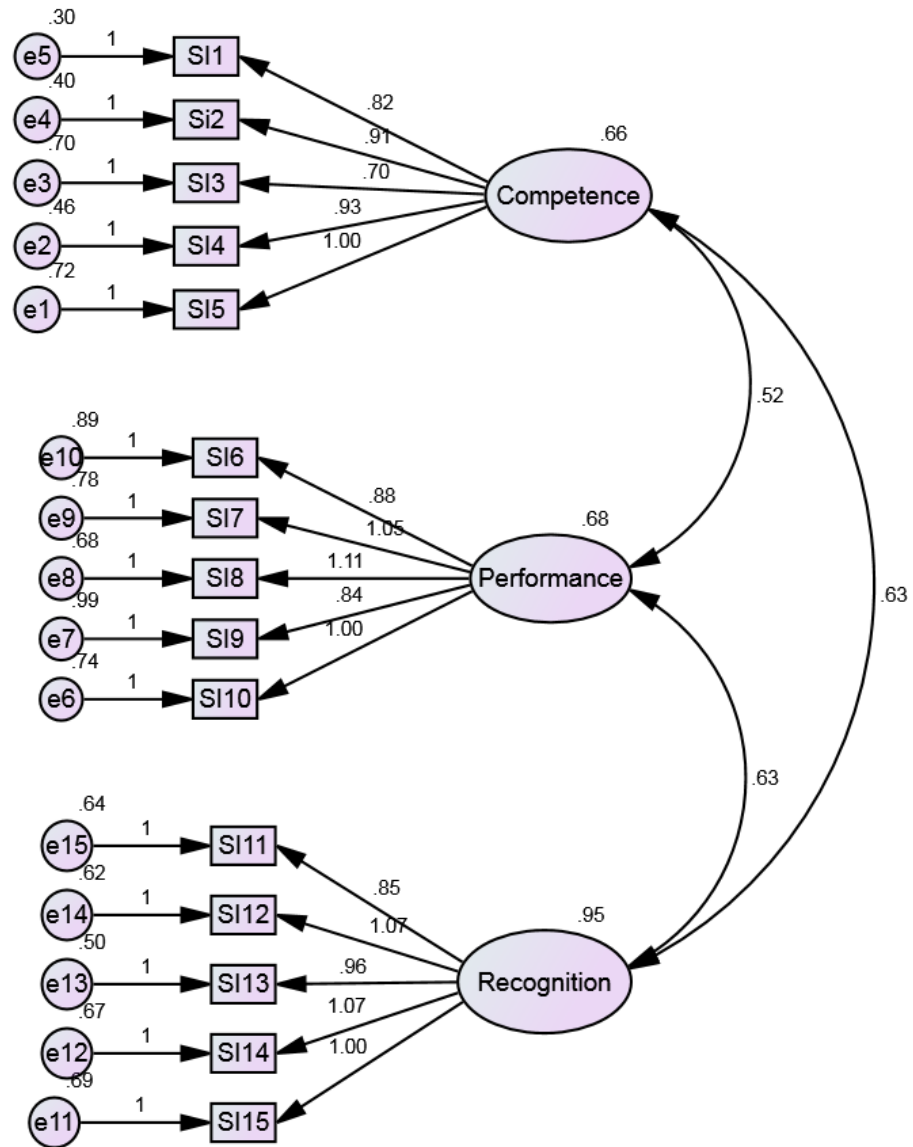 .30
e5 1 SI1
.82
.40
e4 1 Si2
.91
.66
.70
e3 1 SI3
.70
Competence
.46
e2 1 SI4
.93
.72
e1 1 SI5
1.00
.52
.89
e10 1 SI6
.88
.78
e9 1 SI7
1.05
.68
.68
e8 1 SI8
1.11
Performance
.63
.99
e7 1 SI9
.84
.74
e6 1 SI10
1.00
.63
.64
e15 1 SI11
.85
.62
e14 1 SI12
1.07
.95
.50
e13 1 SI13
.96
Recognition
.67
e12 1 SI14
1.07
.69
e11 1 SI15
1.00